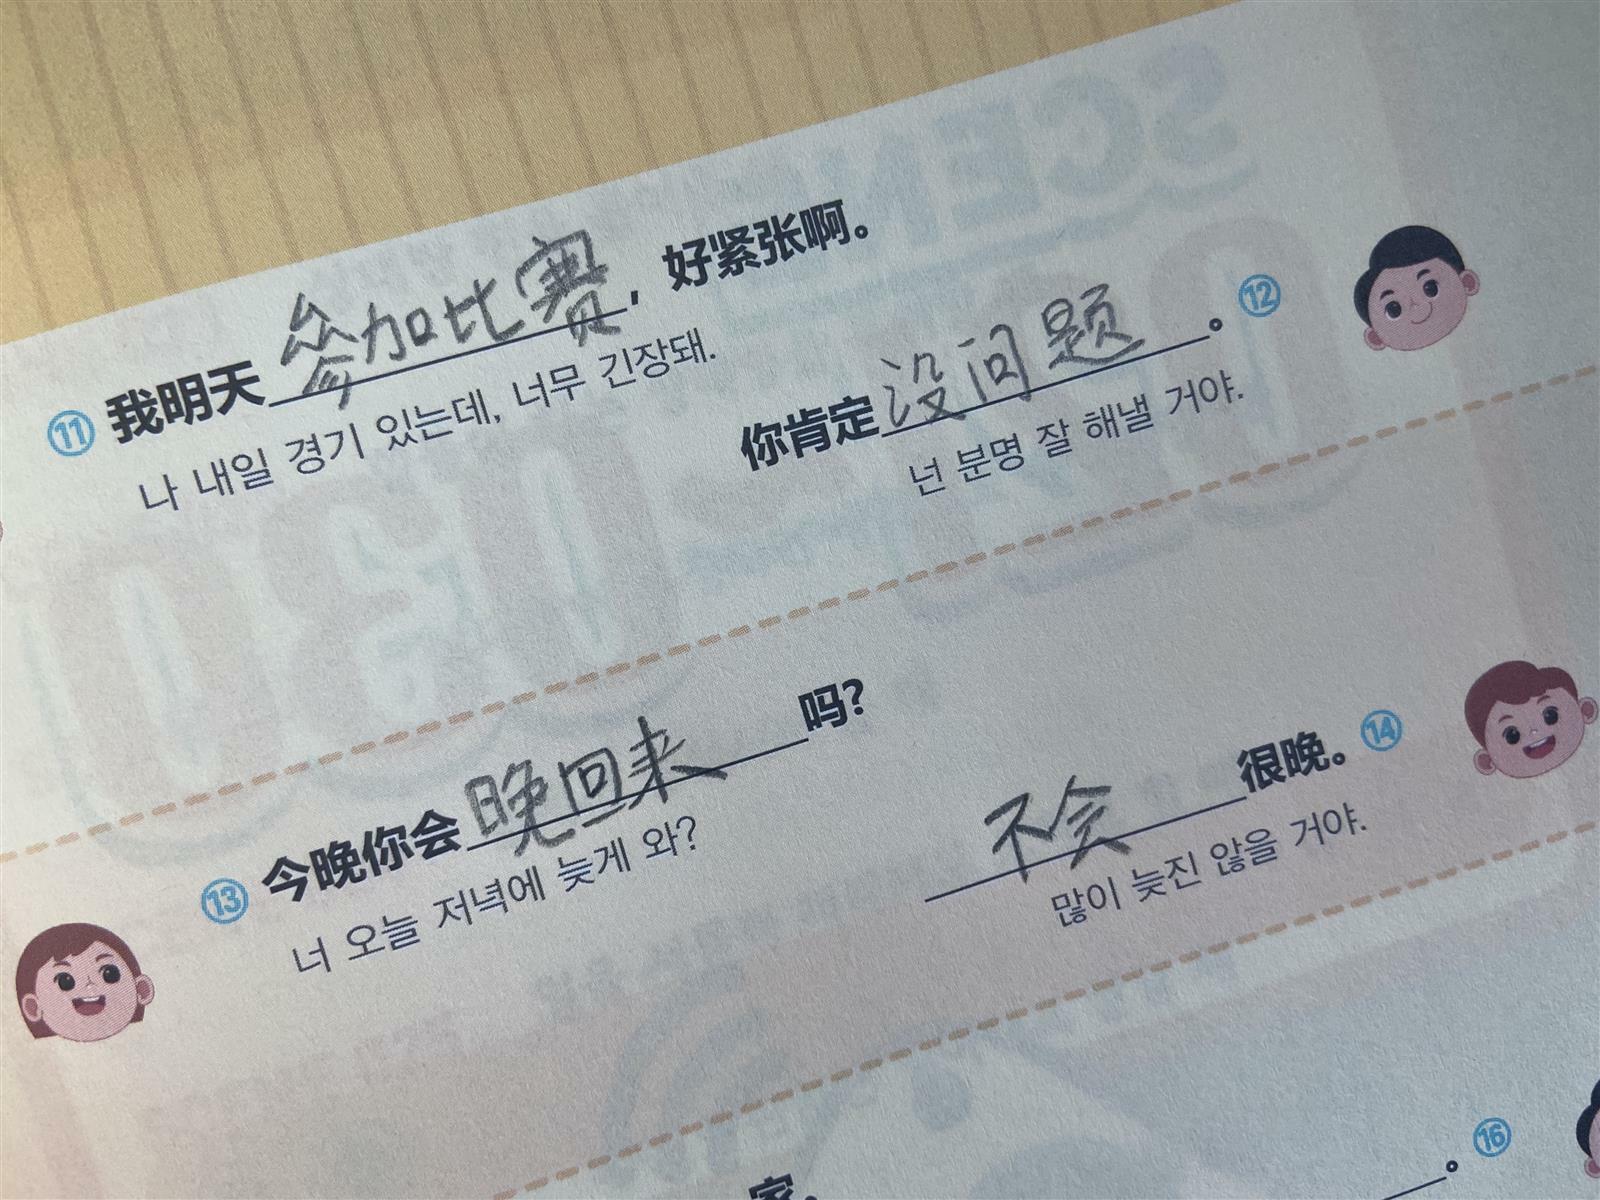 ⑪ 我明天参加比赛，好紧张啊。
나 내일 경기 있는데, 너무 긴장돼.
你肯定没问题。⑫
넌 분명 잘 해낼 거야.
⑬ 今晚你会晚回来吗?
너 오늘 저녁에 늦게 와?
不会很晚。⑭
많이 늦진 않을 거야.
。⑯
家。